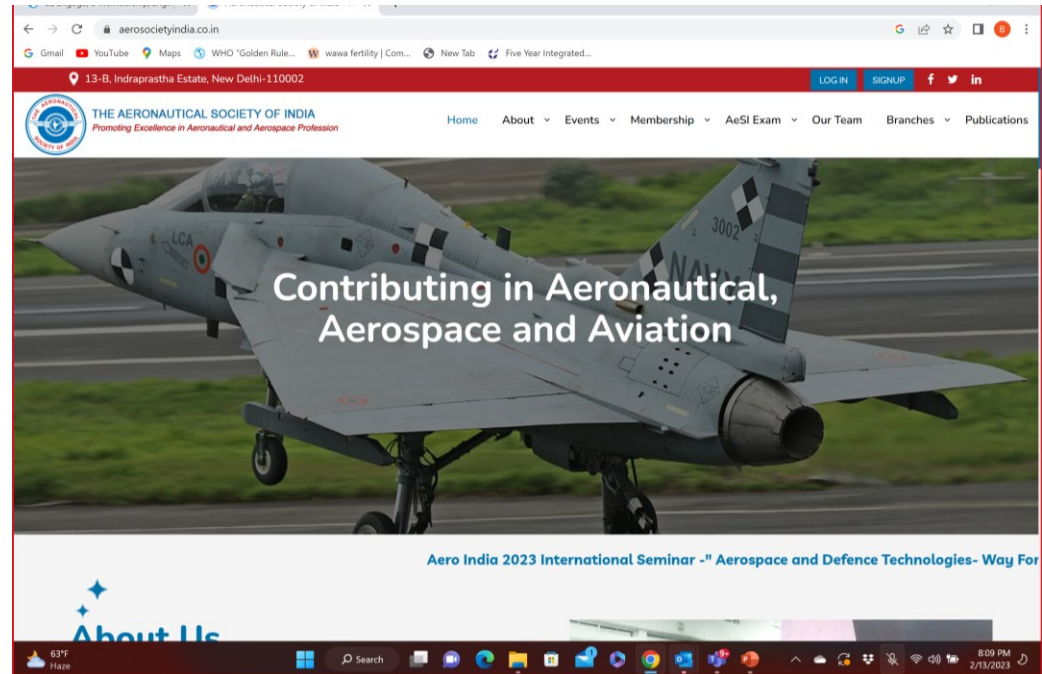 aerosocietyindia.co.in
Gmail YouTube Maps WHO "Golden Rule... wawa fertility | Com... New Tab Five Year Integrated...
13-B, Indraprastha Estate, New Delhi-110002 LOG IN SIGNUP
THE AERONAUTICAL SOCIETY OF INDIA
Promoting Excellence in Aeronautical and Aerospace Profession
Home About Events Membership AeSI Exam Our Team Branches Publications
LCA
3002
NAVY
Contributing in Aeronautical,
Aerospace and Aviation
Aero India 2023 International Seminar -" Aerospace and Defence Technologies- Way For
About Us
63°F
Haze
Search
8:09 PM
2/13/2023